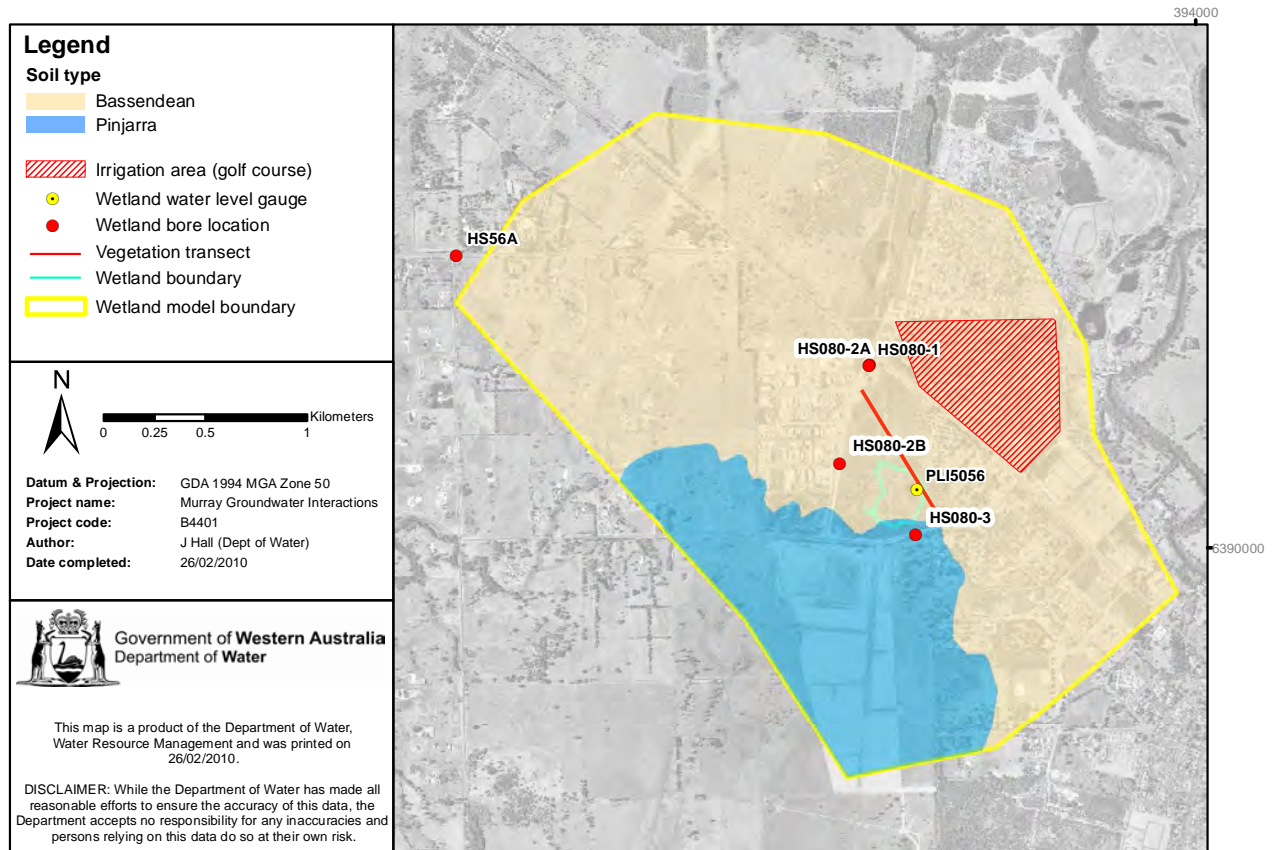 394000
Legend
Soil type
Bassendean
Pinjarra
Irrigation area (golf course)
Wetland water level gauge
Wetland bore location
Vegetation transect
Wetland boundary
Wetland model boundary
N
Kilometers
0 0.25 0.5 1
Datum & Projection: GDA 1994 MGA Zone 50
Project name: Murray Groundwater Interactions
Project code: B4401
Author: J Hall (Dept of Water)
Date completed: 26/02/2010
Government of Western Australia
Department of Water
This map is a product of the Department of Water,
Water Resource Management and was printed on
26/02/2010.
DISCLAIMER: While the Department of Water has made all
reasonable efforts to ensure the accuracy of this data, the
Department accepts no responsibility for any inaccuracies and
persons relying on this data do so at their own risk.
HS56A
HS080-2A HS080-1
HS080-2B
PLI5056
HS080-3
6390000